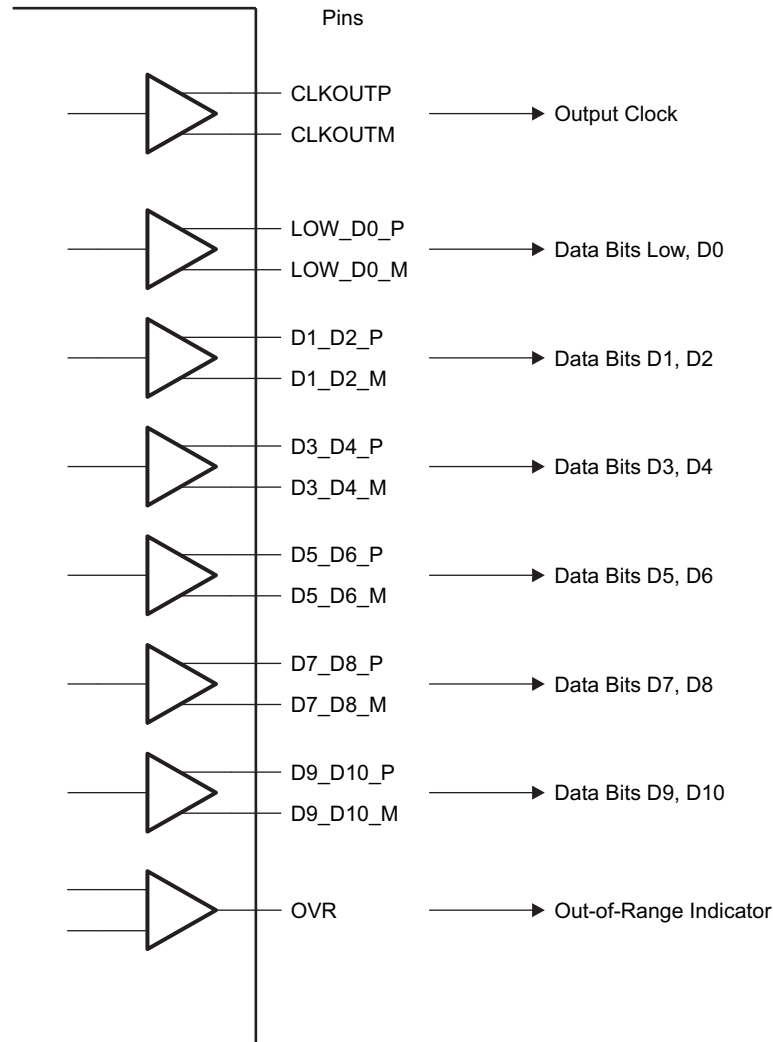 Pins
CLKOUTP
CLKOUTM
Output Clock
LOW_D0_P
LOW_D0_M
Data Bits Low, D0
D1_D2_P
D1_D2_M
Data Bits D1, D2
D3_D4_P
D3_D4_M
Data Bits D3, D4
D5_D6_P
D5_D6_M
Data Bits D5, D6
D7_D8_P
D7_D8_M
Data Bits D7, D8
D9_D10_P
D9_D10_M
Data Bits D9, D10
OVR
Out-of-Range Indicator